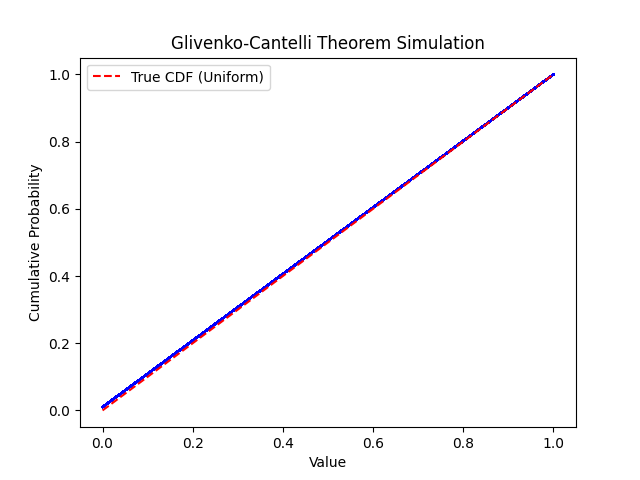 Glivenko-Cantelli Theorem Simulation
True CDF (Uniform)
Cumulative Probability
1.0
0.8
0.6
0.4
0.2
0.0
0.0 0.2 0.4 0.6 0.8 1.0
Value